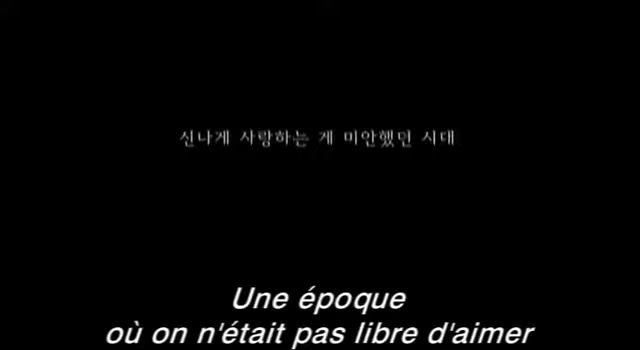 신나게 사랑하는 게 미안했던 시대
Une époque
où on n'était pas libre d'aimer